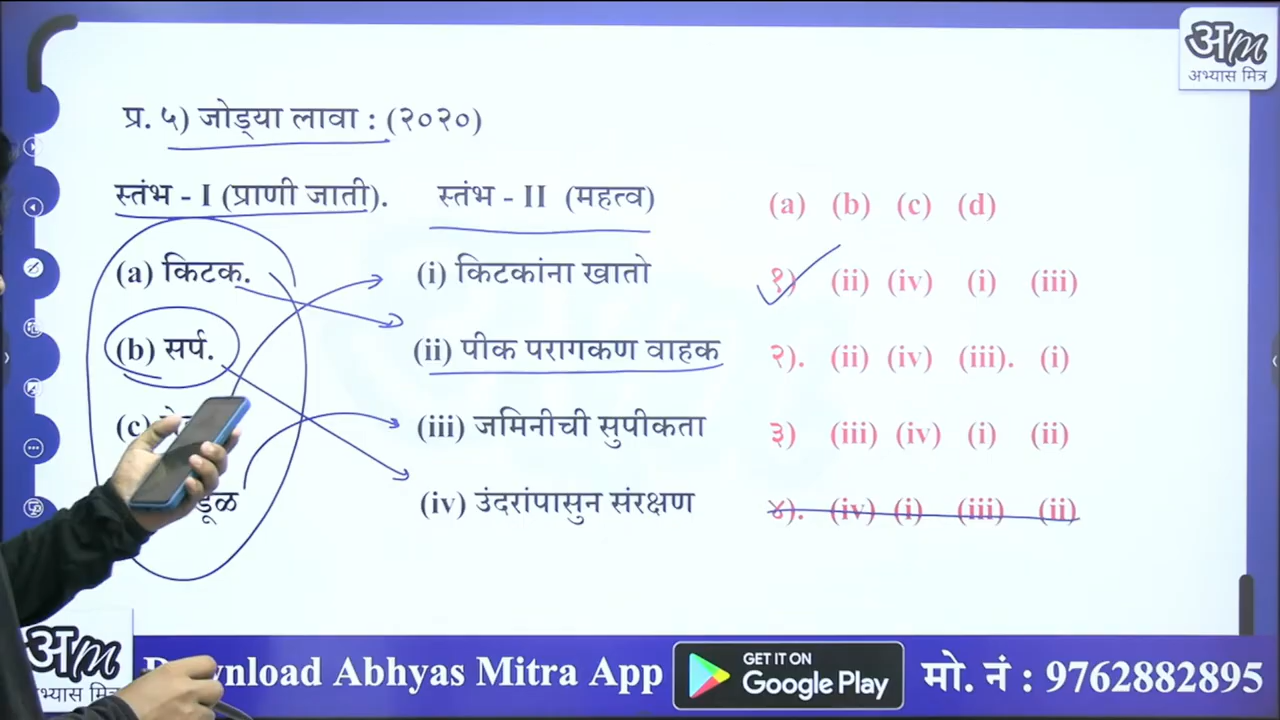 अm
अभ्यास मित्र
प्र. ५) जोड्या लावा : (२०२०)
स्तंभ - I (प्राणी जाती). स्तंभ - II (महत्व) (a) (b) (c) (d)
(a) किटक. (i) किटकांना खातो १) (ii) (iv) (i) (iii)
(b) सर्प. (ii) पीक परागकण वाहक २). (ii) (iv) (iii). (i)
(c) (iii) जमिनीची सुपीकता ३) (iii) (iv) (i) (ii)
(iv) उंदरांपासुन संरक्षण ४). (iv) (i) (iii) (ii)
अm
Abhyas Mitra App GET IT ON Google Play मो. नं : 9762882895